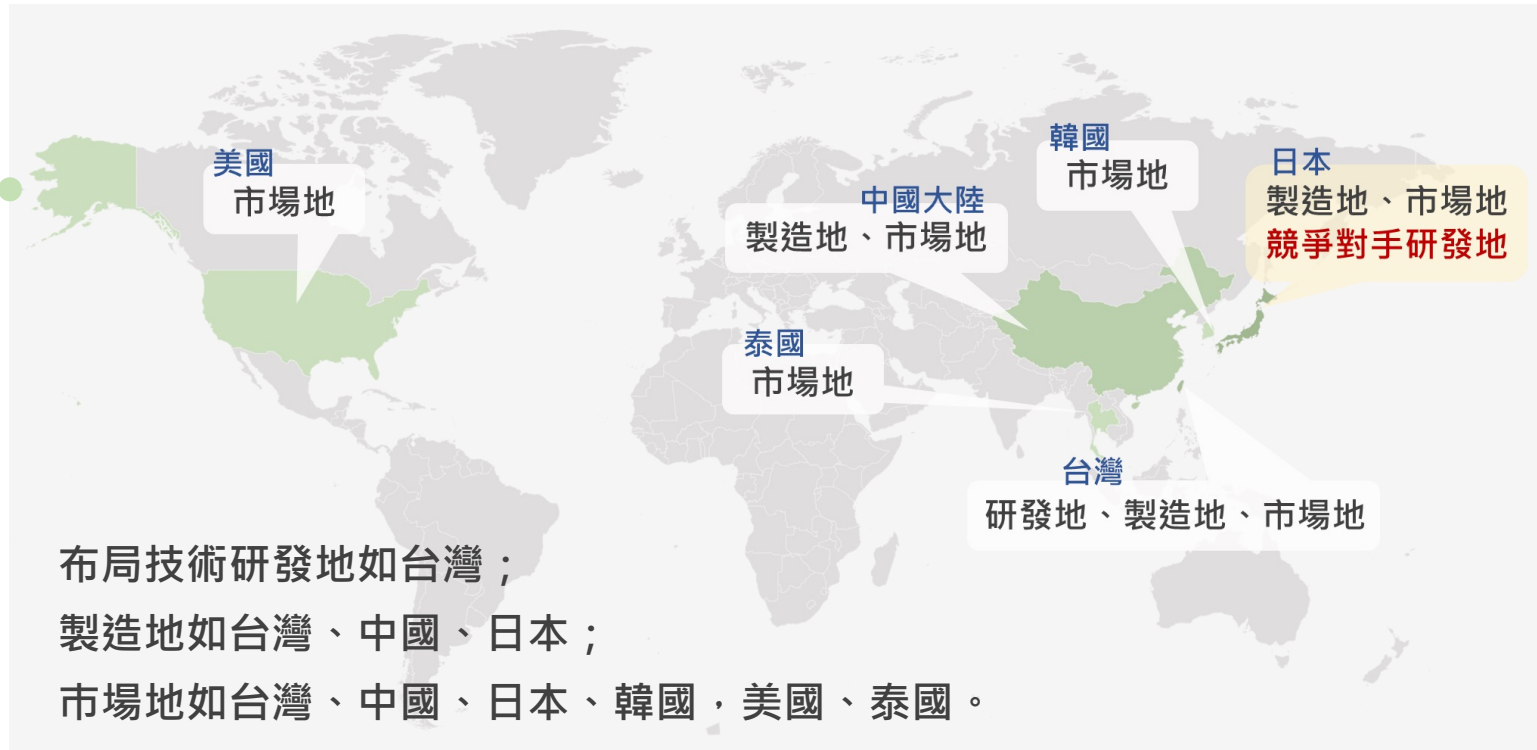 美國
市場地
韓國
市場地
日本
製造地、市場地
競爭對手研發地
中國大陸
製造地、市場地
泰國
市場地
台灣
研發地、製造地、市場地
布局技術研發地如台灣；
製造地如台灣、中國、日本；
市場地如台灣、中國、日本、韓國，美國、泰國。